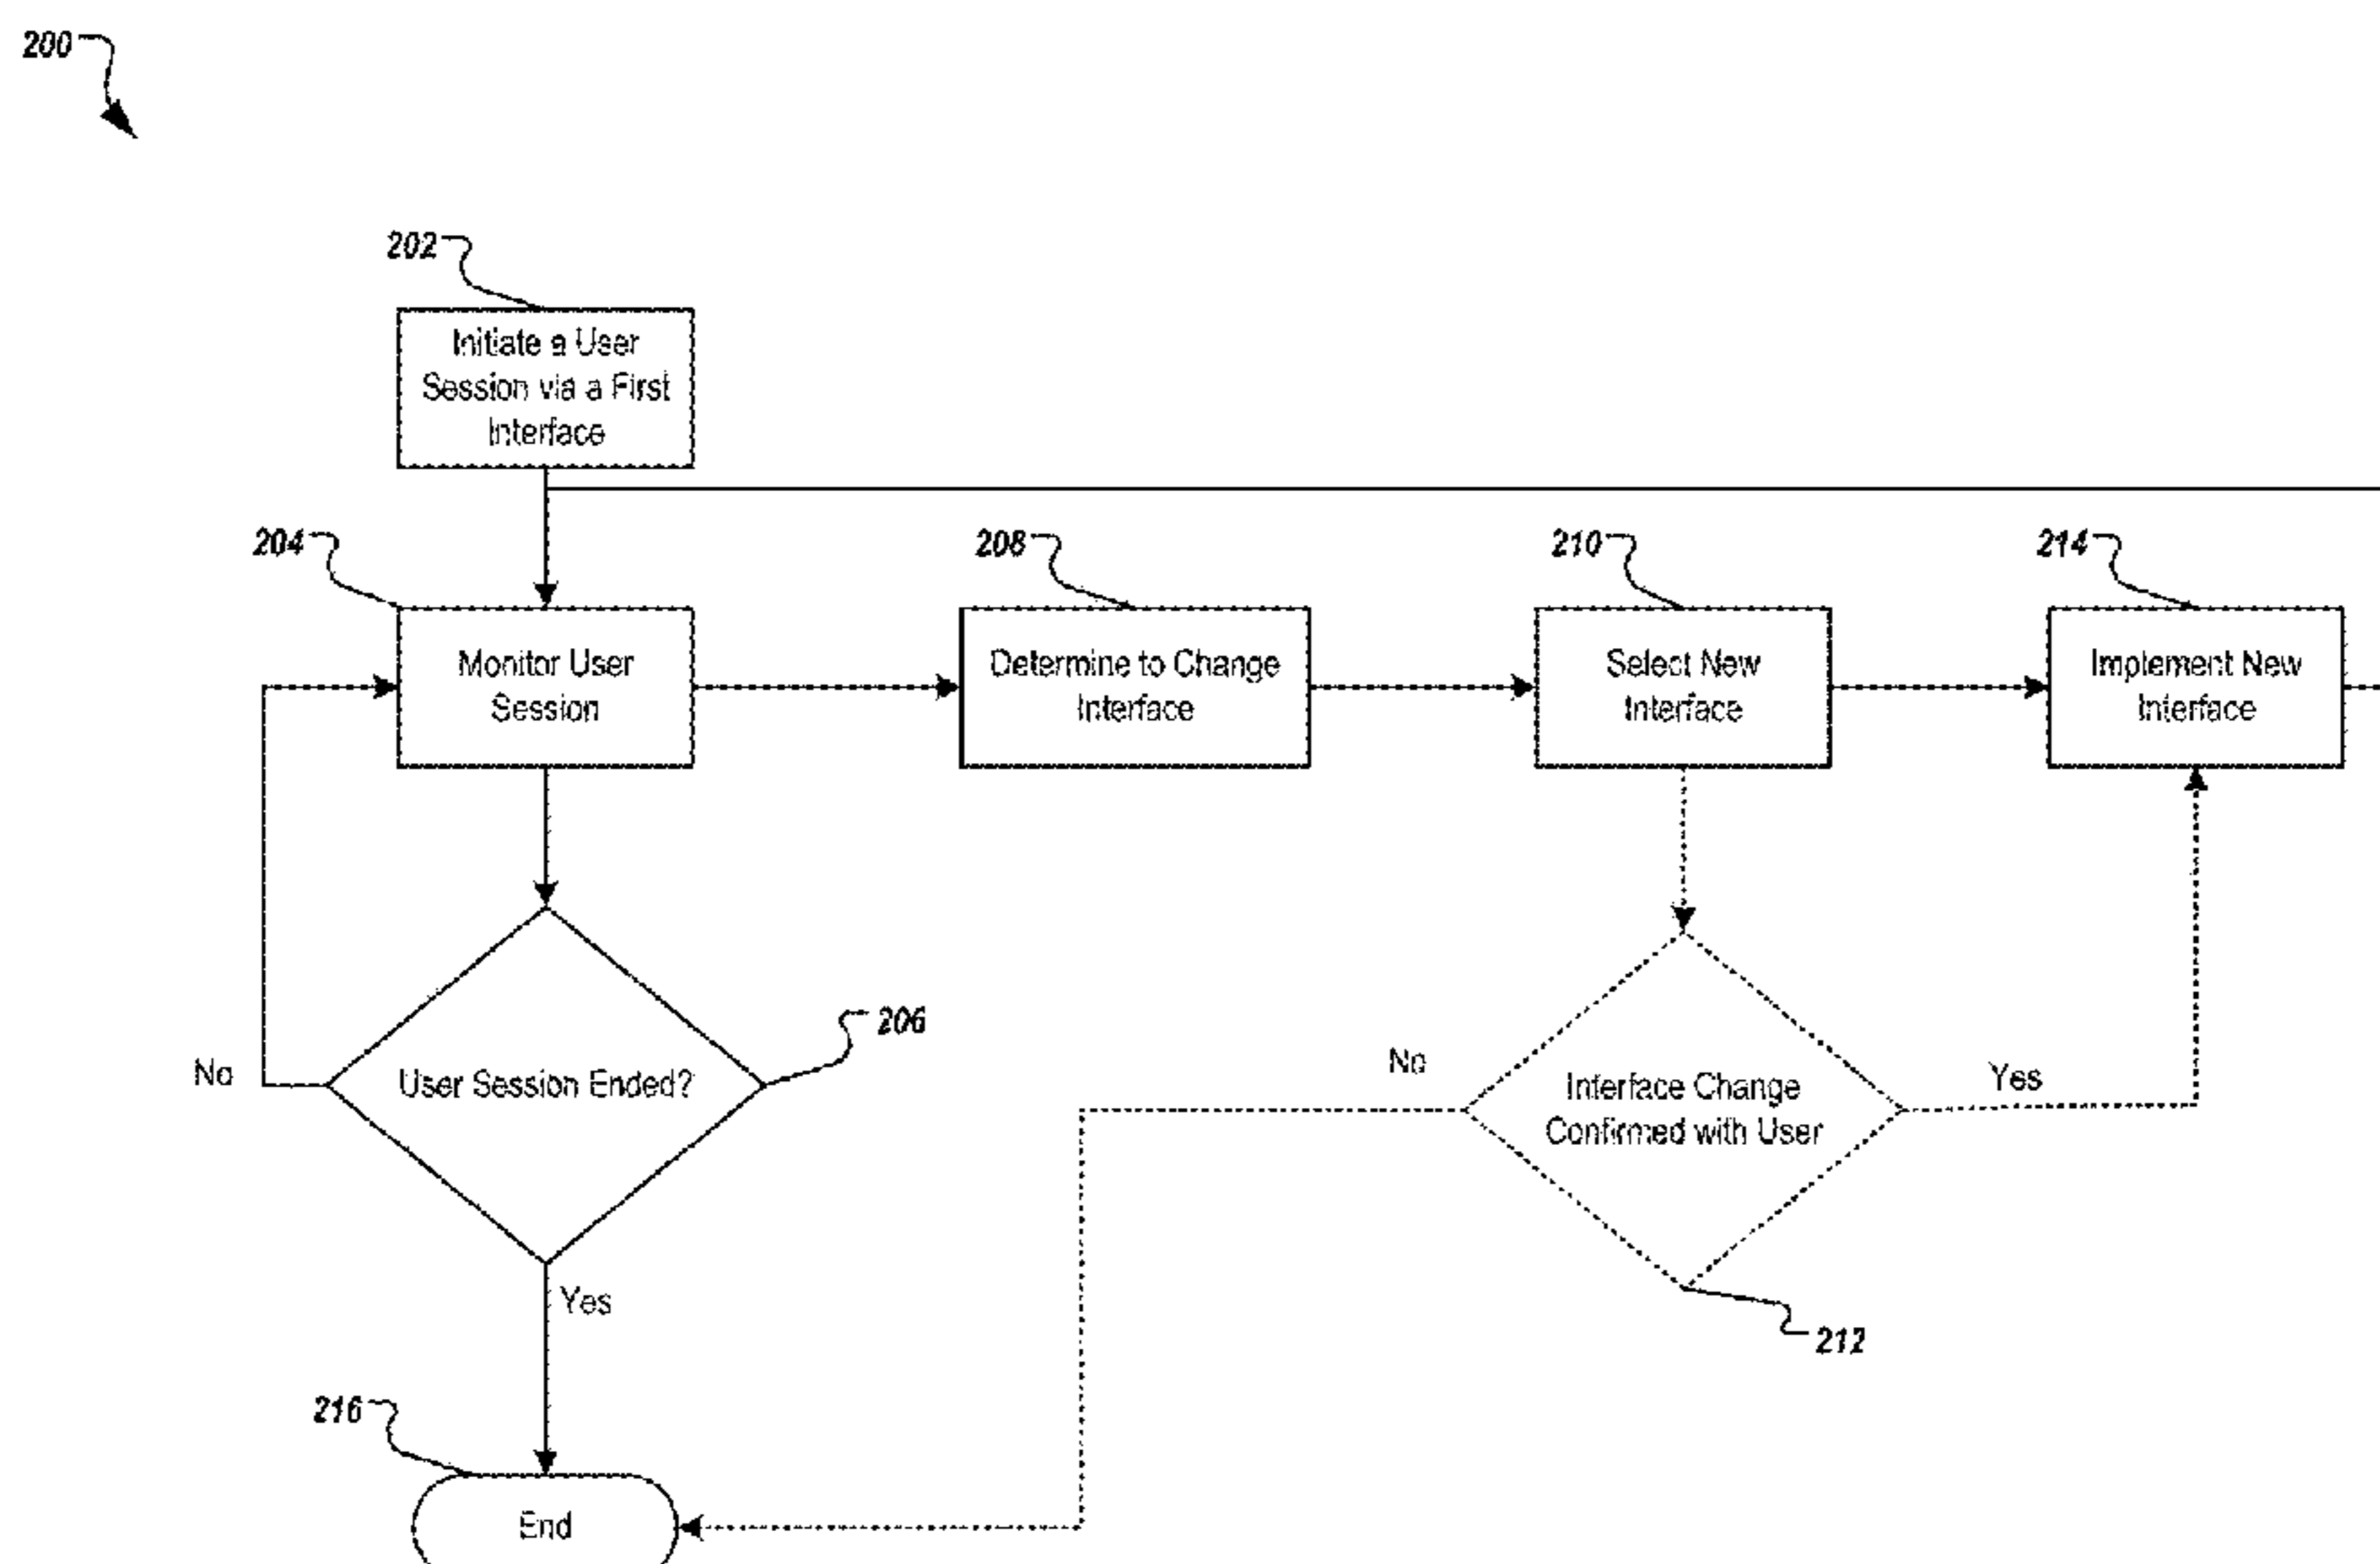 200
202
Initiate a User
Session via a First
Interface
204
208
210
214
Monitor User
Session
Determine to Change
Interface
Select New
Interface
Implement New
Interface
206
No
User Session Ended?
No
Interface Change
Confirmed with User
Yes
Yes
212
216
End